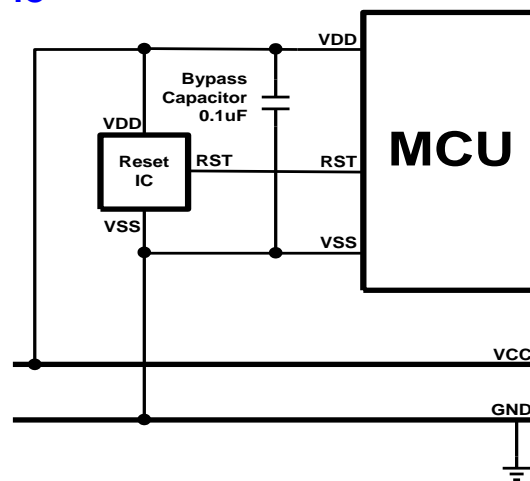 VDD
Bypass
Capacitor
0.1uF
VDD
Reset
IC
RST
RST
MCU
VSS
VSS
VCC
GND